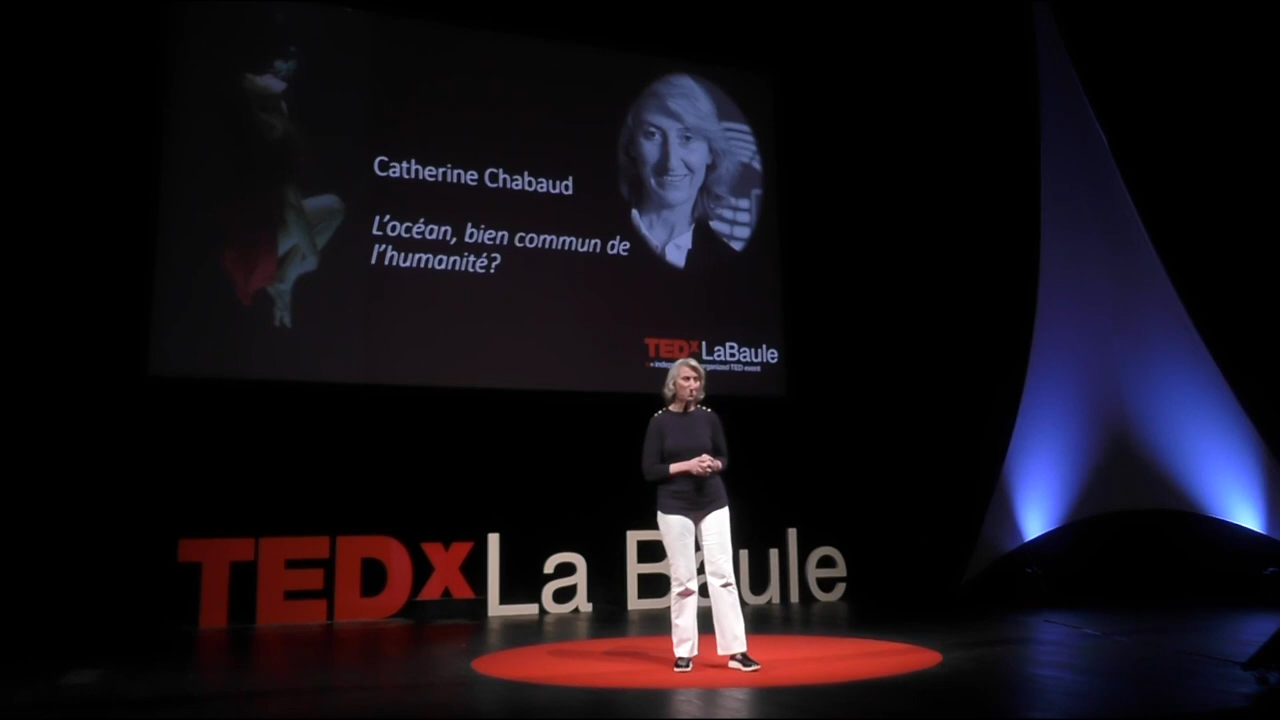 Catherine Chabaud
L'océan, bien commun de
l'humanité?
TEDx LaBaule
TEDx La Baule